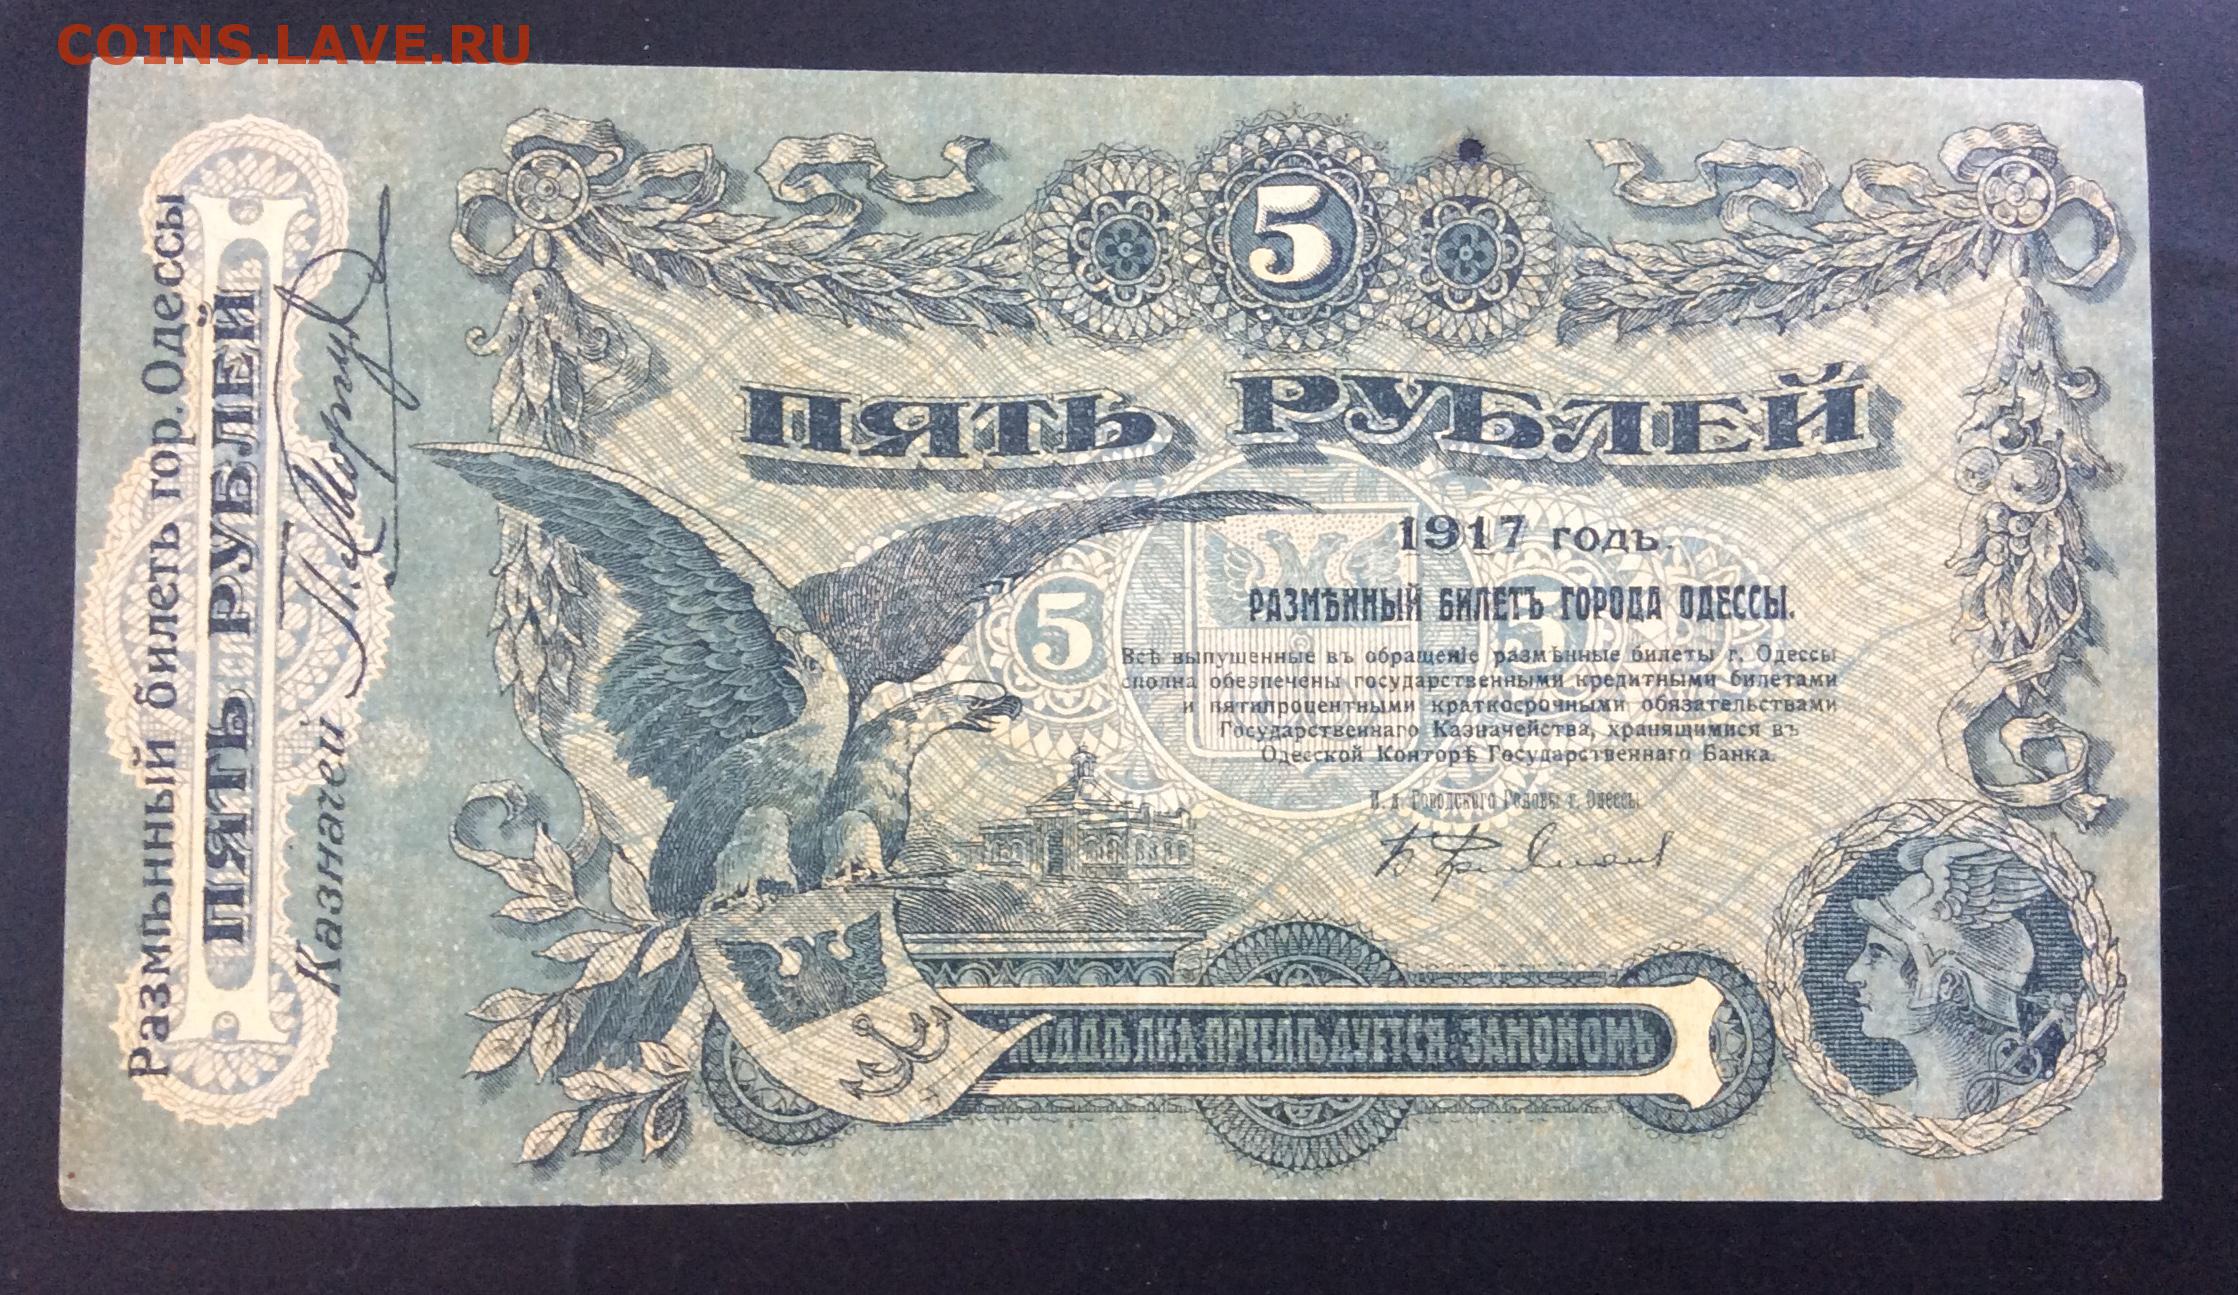 COINS.LAVE.RU
Размѣнный билетъ гор. Одессы
ПЯТЬ РУБЛЕЙ
Казначей
5
ПЯТЬ РУБЛЕЙ
1917 годъ.
5 5
РАЗМѢННЫЙ БИЛЕТЪ ГОРОДА ОДЕССЫ.
Всѣ выпущенные въ обращеніе размѣнные билеты г. Одессы
сполна обезпечены государственными кредитными билетами
и пятипроцентными краткосрочными обязательствами
Государственнаго Казначейства, хранящимися въ
Одесской Конторѣ Государственнаго Банка.
И. д. Городского Головы г. Одессы
ПОДДѢЛКА ПРЕСЛѢДУЕТСЯ ЗАКОНОМЪ